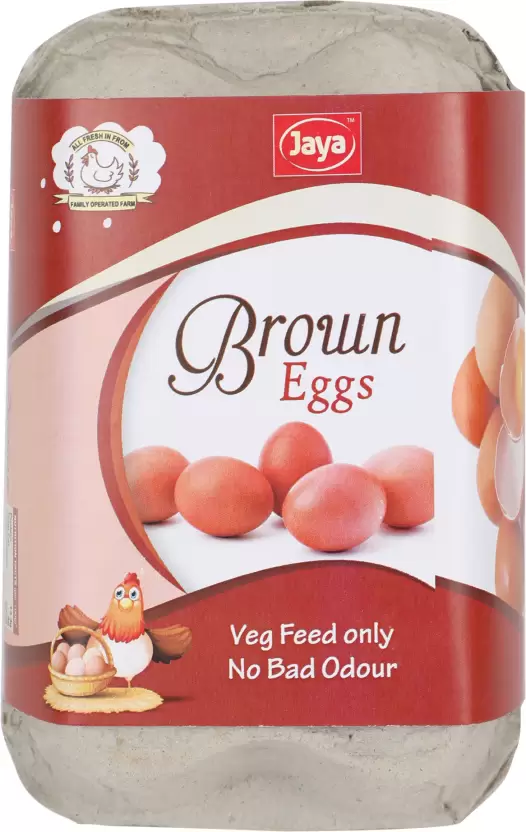 ALL FRESH IN FROM
FAMILY OPERATED FARM
Jaya
TM
Brown
Eggs
Veg Feed only
No Bad Odour